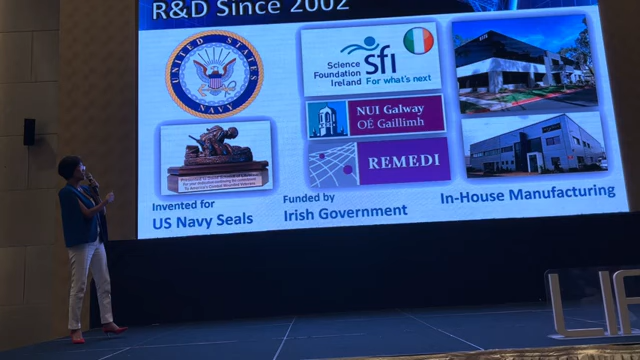 R&D Since 2002
UNITED STATES
NAVY
Science
Foundation
Ireland
sfi
For what's next
NUI Galway
OÉ Gaillimh
REMEDI
Invented for
US Navy Seals
Funded by
Irish Government
In-House Manufacturing
LIF